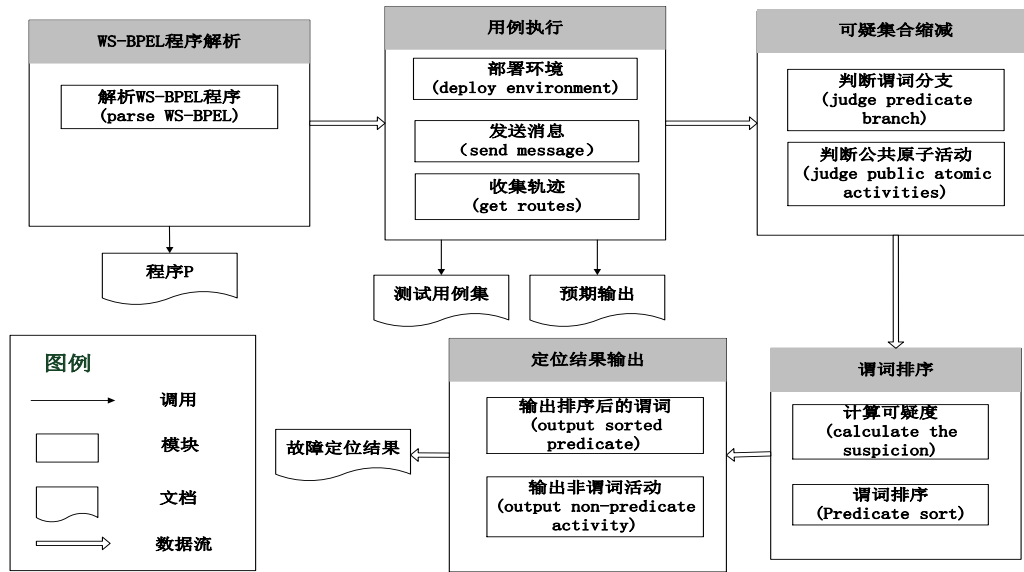 WS-BPEL程序解析
解析WS-BPEL程序
(parse WS-BPEL)
程序P
用例执行
部署环境
(deploy environment)
发送消息
(send message)
收集轨迹
(get routes)
测试用例集
预期输出
可疑集合缩减
判断谓词分支
(judge predicate
branch)
判断公共原子活动
(judge public atomic
activities)
谓词排序
计算可疑度
(calculate the
suspicion)
谓词排序
(Predicate sort)
定位结果输出
输出排序后的谓词
(output sorted
predicate)
输出非谓词活动
(output non-predicate
activity)
故障定位结果
图例
调用
模块
文档
数据流